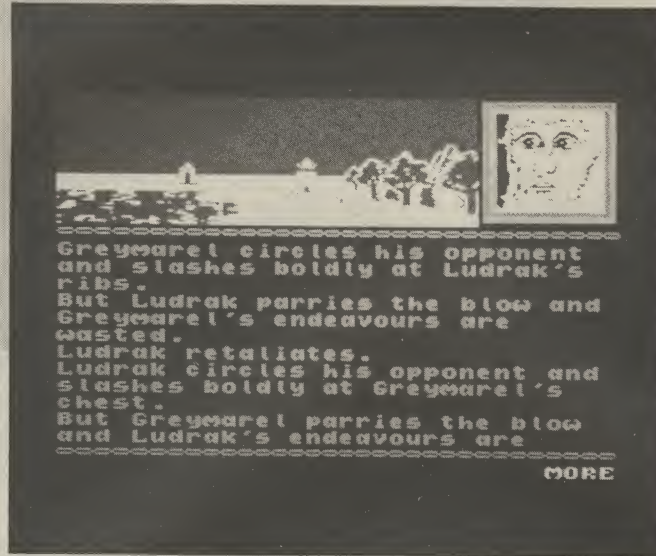 Greymarel circles his opponent
and slashes boldly at Ludrak's
ribs.
But Ludrak parries the blow and
Greymarel's endeavours are
wasted.
Ludrak retaliates.
Ludrak circles his opponent and
slashes boldly at Greymarel's
chest.
But Greymarel parries the blow
and Ludrak's endeavours are
MORE